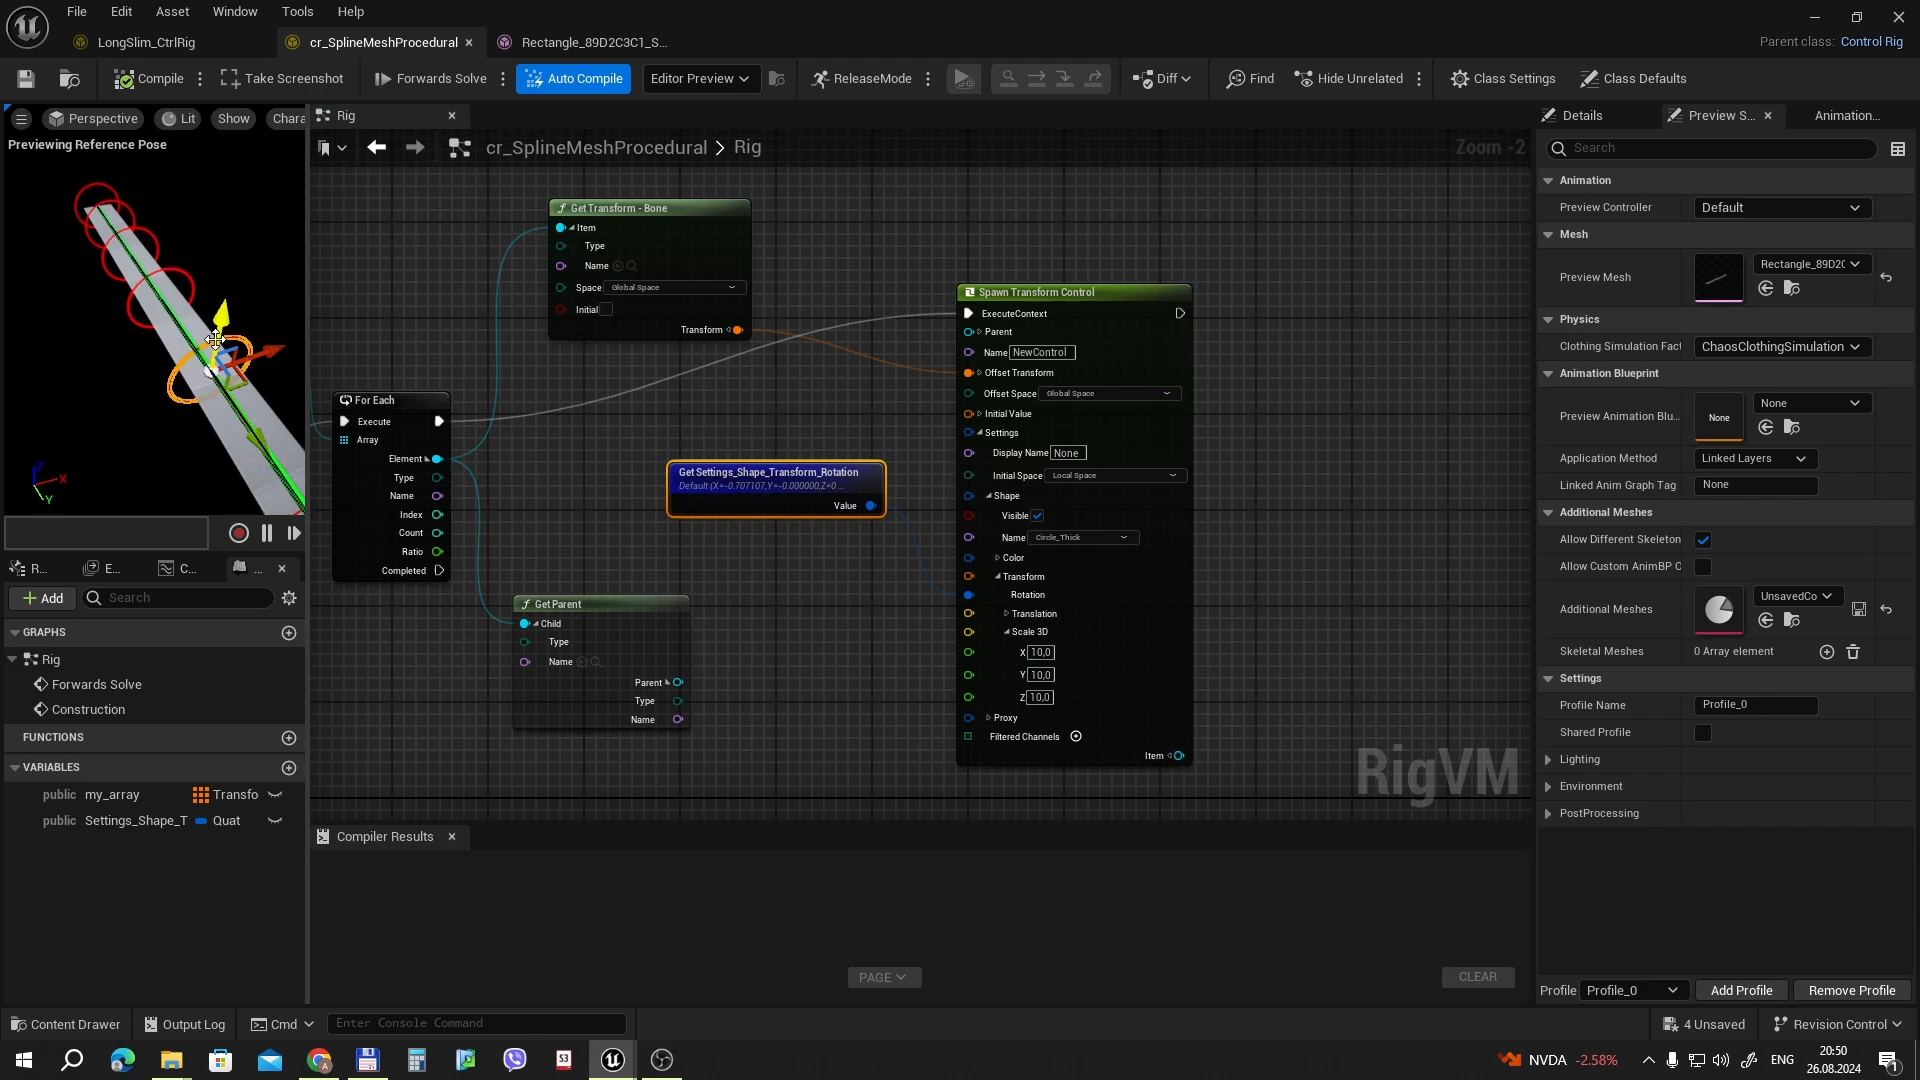 File Edit Asset Window Tools Help
LongSlim_CtrlRig cr_SplineMeshProcedural Rectangle_89D2C3C1_S...
Parent class: Control Rig
Compile Take Screenshot Forwards Solve Auto Compile Editor Preview ReleaseMode Diff Find Hide Unrelated Class Settings Class Defaults
Perspective Lit Show Chara
Previewing Reference Pose
Z X Y
R... E... C... ...
Add Search
GRAPHS
Rig
Forwards Solve
Construction
FUNCTIONS
VARIABLES
public my_array Transfo
public Settings_Shape_T Quat
Rig
cr_SplineMeshProcedural > Rig
Zoom -2
Get Transform - Bone
Item
Type
Name
Space Global Space
Initial
Transform
For Each
Execute
Array
Element
Type
Name
Index
Count
Ratio
Completed
Get Settings_Shape_Transform_Rotation
Default (X=-0.707107,Y=-0.000000,Z=0 ...
Value
Get Parent
Child
Type
Name
Parent
Type
Name
Spawn Transform Control
ExecuteContext
Parent
Name NewControl
Offset Transform
Offset Space Global Space
Initial Value
Settings
Display Name None
Initial Space Local Space
Shape
Visible
Name Circle_Thick
Color
Transform
Rotation
Translation
Scale 3D
X 10,0
Y 10,0
Z 10,0
Proxy
Filtered Channels
Item
RigVM
Compiler Results
PAGE
CLEAR
Details Preview S... Animation...
Search
Animation
Preview Controller Default
Mesh
Preview Mesh Rectangle_89D2(
Physics
Clothing Simulation Fact ChaosClothingSimulation
Animation Blueprint
Preview Animation Blu... None None
Application Method Linked Layers
Linked Anim Graph Tag None
Additional Meshes
Allow Different Skeleton
Allow Custom AnimBP C
Additional Meshes UnsavedCo
Skeletal Meshes 0 Array element
Settings
Profile Name Profile_0
Shared Profile
Lighting
Environment
PostProcessing
Profile Profile_0 Add Profile Remove Profile
Content Drawer Output Log Cmd Enter Console Command 4 Unsaved Revision Control
NVDA -2.58% ENG
20:50
26.08.2024
1